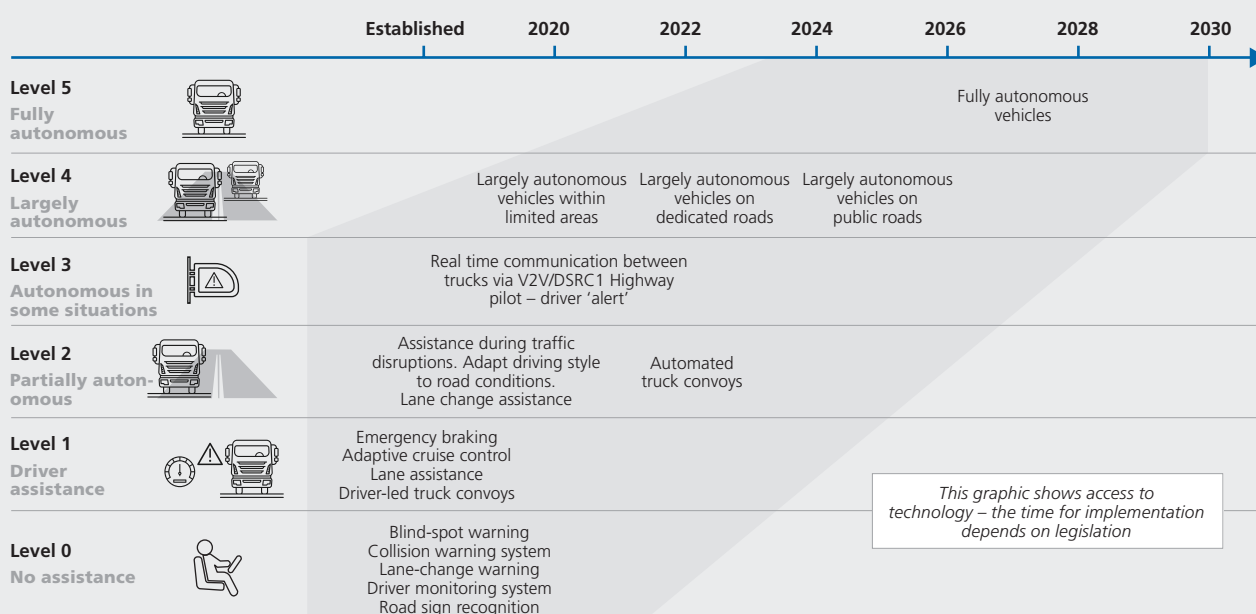 Established 2020 2022 2024 2026 2028 2030
Level 5
Fully
autonomous
Fully autonomous
vehicles
Level 4
Largely
autonomous
Largely autonomous
vehicles within
limited areas
Largely autonomous
vehicles on
dedicated roads
Largely autonomous
vehicles on
public roads
Level 3
Autonomous in
some situations
Real time communication between
trucks via V2V/DSRC1 Highway
pilot – driver ‘alert’
Level 2
Partially auton-
omous
Assistance during traffic
disruptions. Adapt driving style
to road conditions.
Lane change assistance
Automated
truck convoys
Level 1
Driver
assistance
Emergency braking
Adaptive cruise control
Lane assistance
Driver-led truck convoys
This graphic shows access to
technology – the time for implementation
depends on legislation
Level 0
No assistance
Blind-spot warning
Collision warning system
Lane-change warning
Driver monitoring system
Road sign recognition